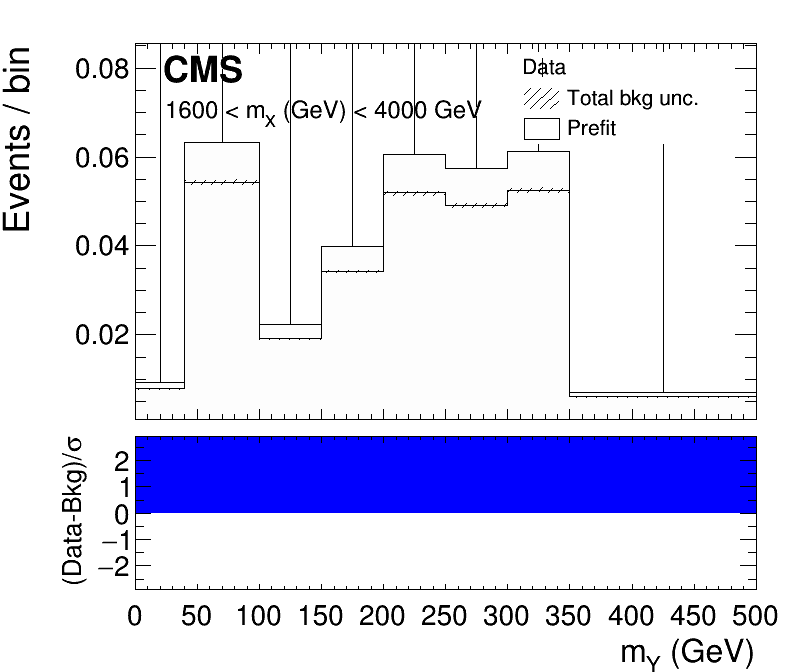 Events / bin
0.08
0.06
0.04
0.02
CMS
1600 < mX (GeV) < 4000 GeV
Data
Total bkg unc.
Prefit
(Data-Bkg)/σ
2
1
0
−1
−2
0 50 100 150 200 250 300 350 400 450 500
mY (GeV)